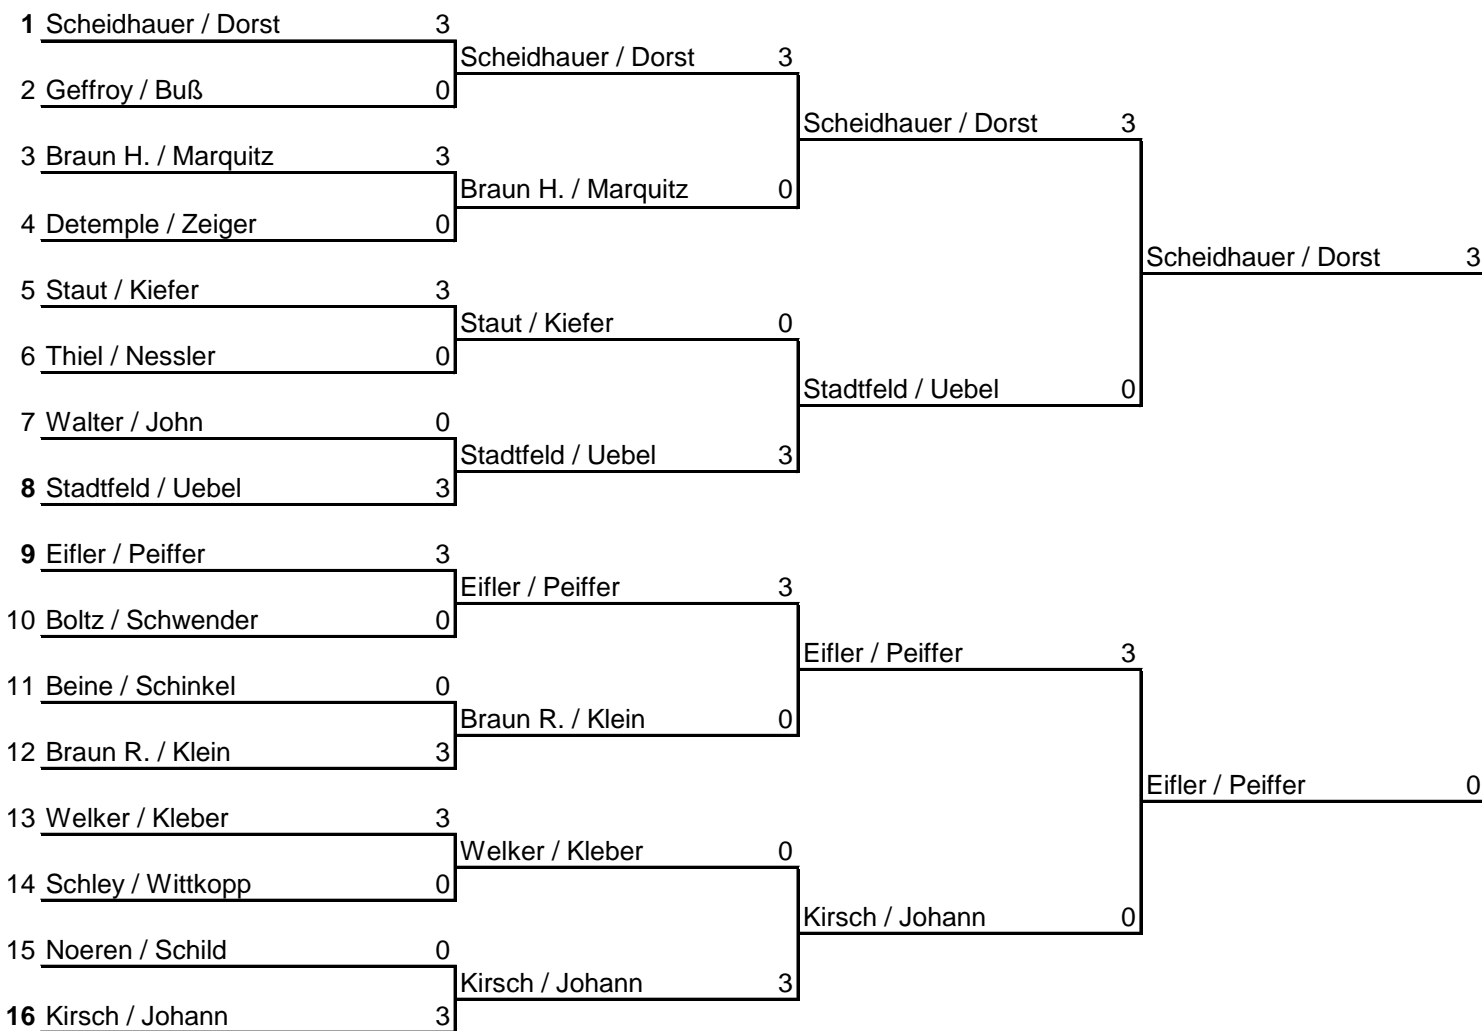 1 Scheidhauer / Dorst 3
Scheidhauer / Dorst 3
2 Geffroy / Buß 0
Scheidhauer / Dorst 3
3 Braun H. / Marquitz 3
Braun H. / Marquitz 0
4 Detemple / Zeiger 0
Scheidhauer / Dorst 3
5 Staut / Kiefer 3
Staut / Kiefer 0
6 Thiel / Nessler 0
Stadtfeld / Uebel 0
7 Walter / John 0
Stadtfeld / Uebel 3
8 Stadtfeld / Uebel 3
9 Eifler / Peiffer 3
Eifler / Peiffer 3
10 Boltz / Schwender 0
Eifler / Peiffer 3
11 Beine / Schinkel 0
Braun R. / Klein 0
12 Braun R. / Klein 3
Eifler / Peiffer 0
13 Welker / Kleber 3
Welker / Kleber 0
14 Schley / Wittkopp 0
Kirsch / Johann 0
15 Noeren / Schild 0
Kirsch / Johann 3
16 Kirsch / Johann 3